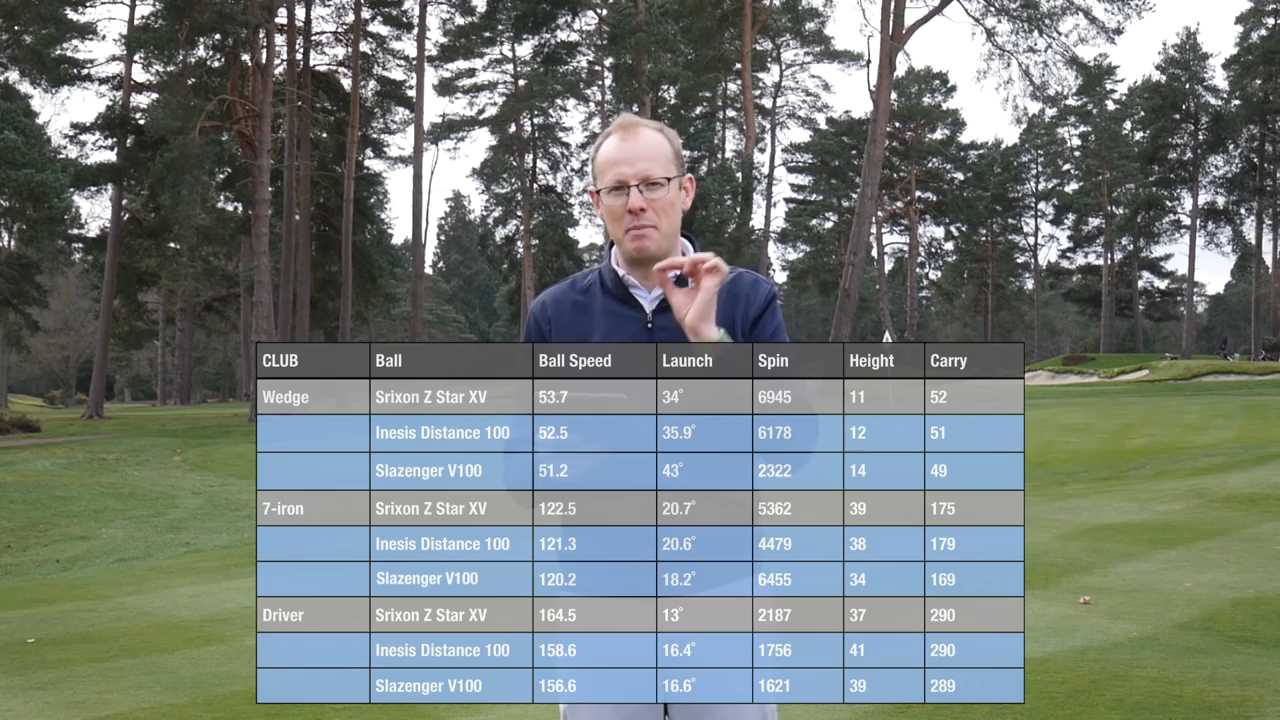 CLUB Ball Ball Speed Launch Spin Height Carry
Wedge Srixon Z Star XV 53.7 34° 6945 11 52
Inesis Distance 100 52.5 35.9° 6178 12 51
Slazenger V100 51.2 43° 2322 14 49
7-iron Srixon Z Star XV 122.5 20.7° 5362 39 175
Inesis Distance 100 121.3 20.6° 4479 38 179
Slazenger V100 120.2 18.2° 6455 34 169
Driver Srixon Z Star XV 164.5 13° 2187 37 290
Inesis Distance 100 158.6 16.4° 1756 41 290
Slazenger V100 156.6 16.6° 1621 39 289